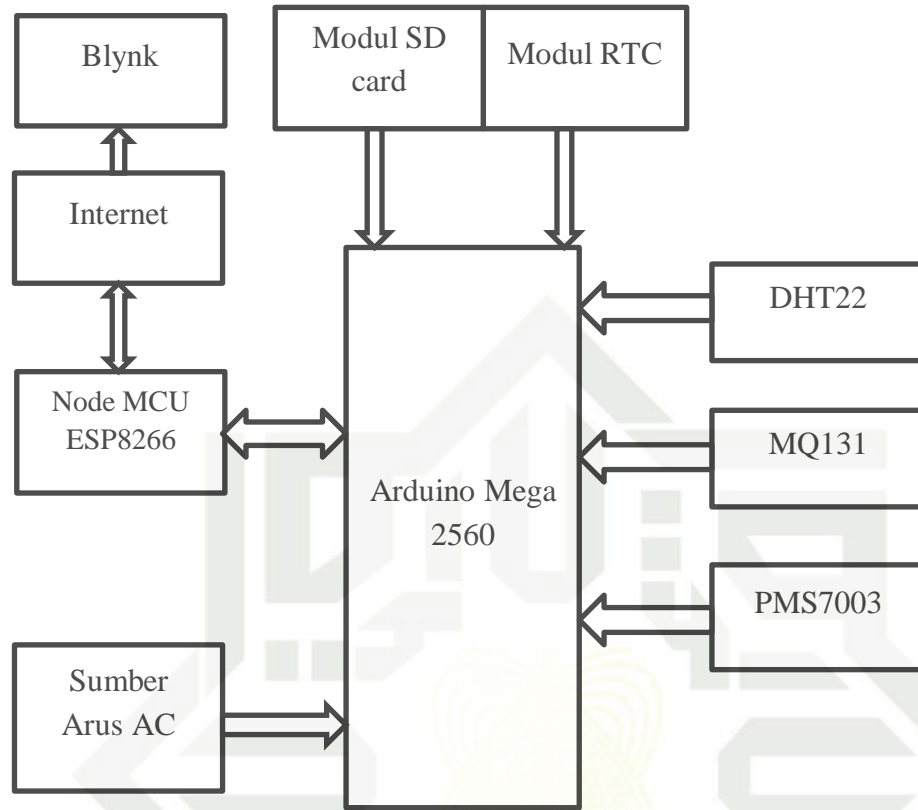 Blynk
Modul SD
card
Modul RTC
Internet
DHT22
Node MCU
ESP8266
MQ131
Arduino Mega
2560
PMS7003
Sumber
Arus AC